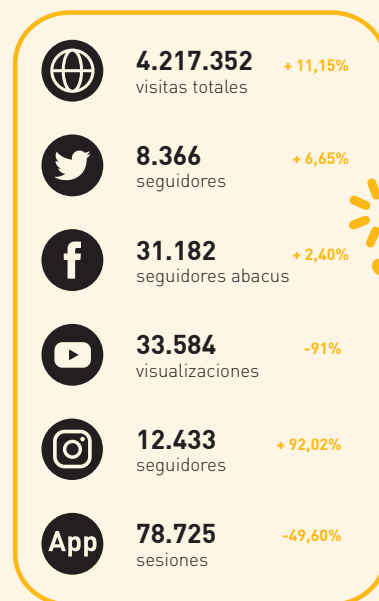 4.217.352 + 11,15%
visitas totales
8.366 + 6,65%
seguidores
31.182 + 2,40%
seguidores abacus
33.584 -91%
visualizaciones
12.433 + 92,02%
seguidores
App 78.725 -49,60%
sesiones